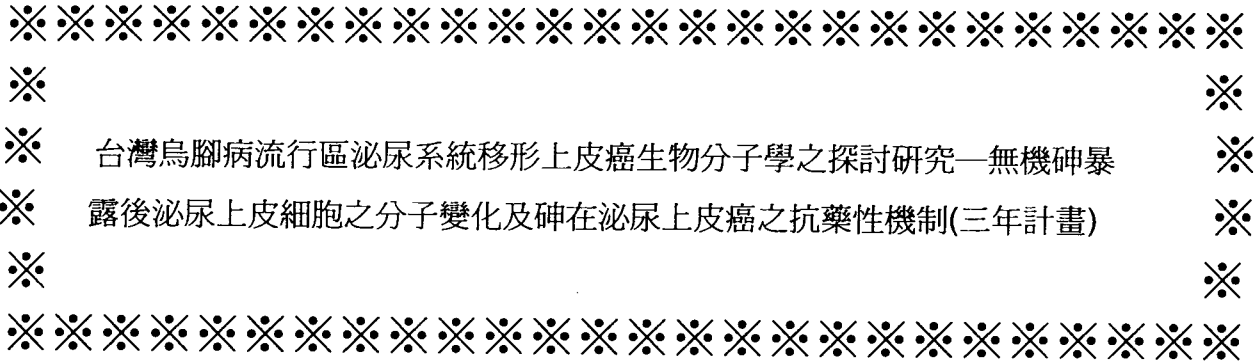 ※※※※※※※※※※※※※※※※※※※※※※※※※※
※ ※
※ 台灣烏腳病流行區泌尿系統移形上皮癌生物分子學之探討研究—無機砷暴 ※
※ 露後泌尿上皮細胞之分子變化及砷在泌尿上皮癌之抗藥性機制(三年計畫) ※
※ ※
※※※※※※※※※※※※※※※※※※※※※※※※※※